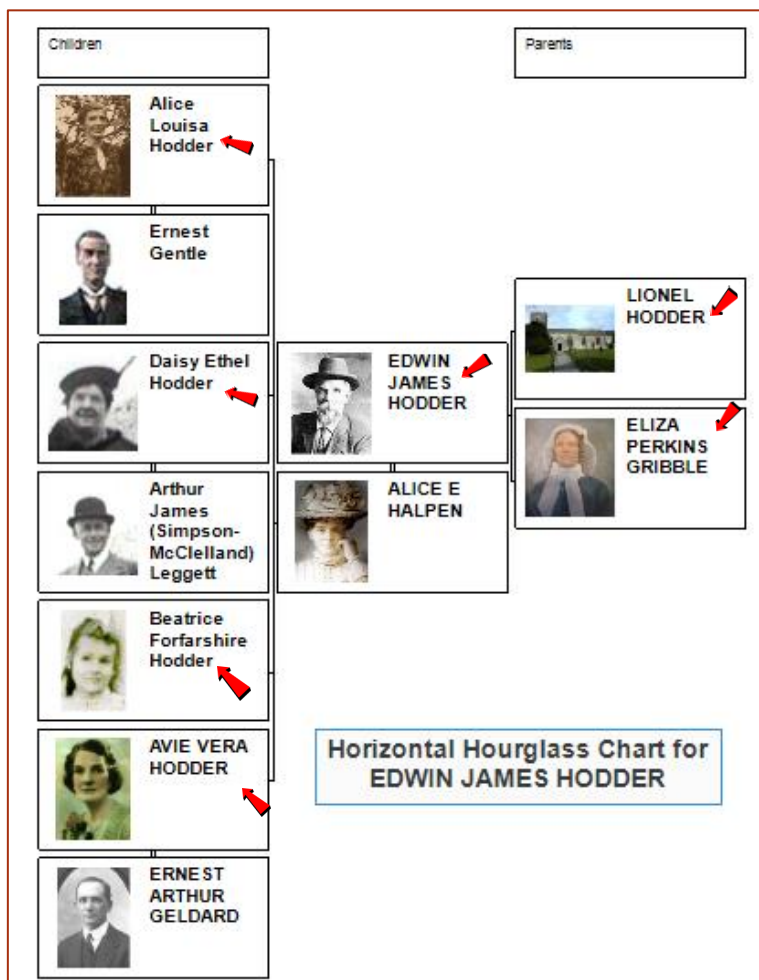 Children
Parents
Alice
Louisa
Hodder
Ernest
Gentle
LIONEL
HODDER
Daisy Ethel
Hodder
EDWIN
JAMES
HODDER
ELIZA
PERKINS
GRIBBLE
Arthur
James
(Simpson-
McClelland)
Leggett
ALICE E
HALPEN
Beatrice
Forfarshire
Hodder
AVIE VERA
HODDER
Horizontal Hourglass Chart for
EDWIN JAMES HODDER
ERNEST
ARTHUR
GELDARD